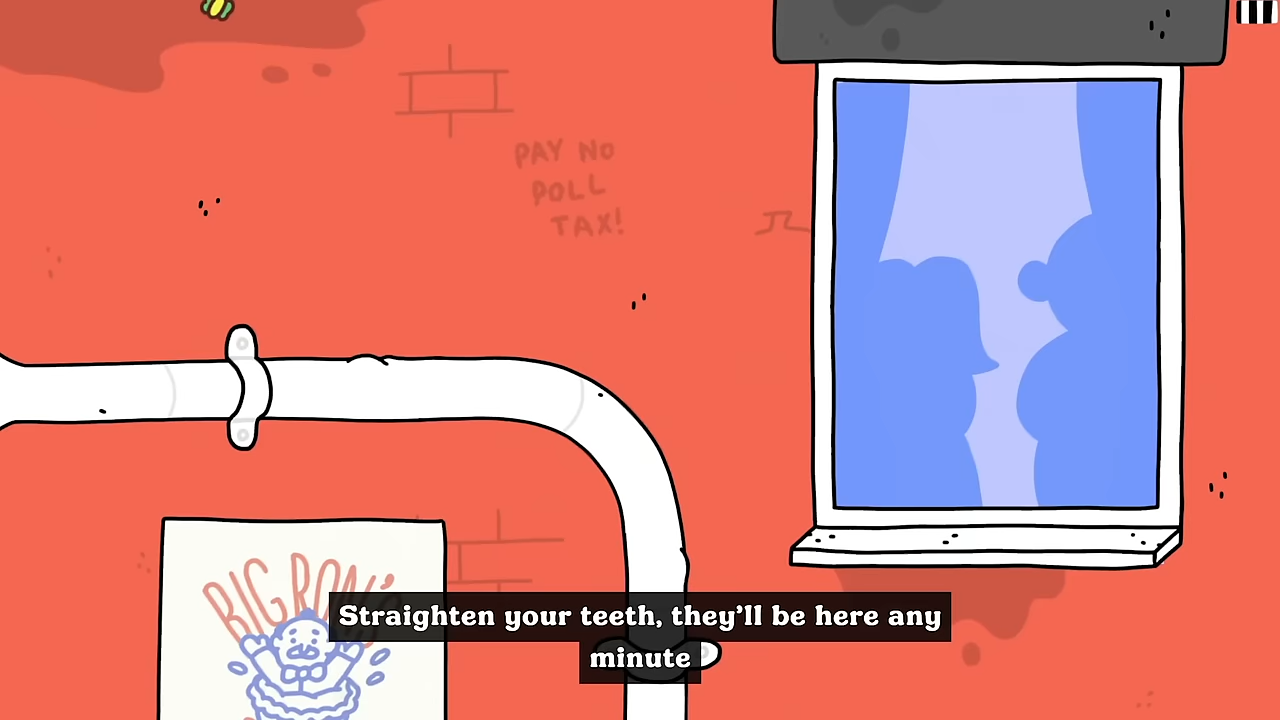 PAY NO
POLL
TAX!
BIG RON'S
Straighten your teeth, they'll be here any
minute